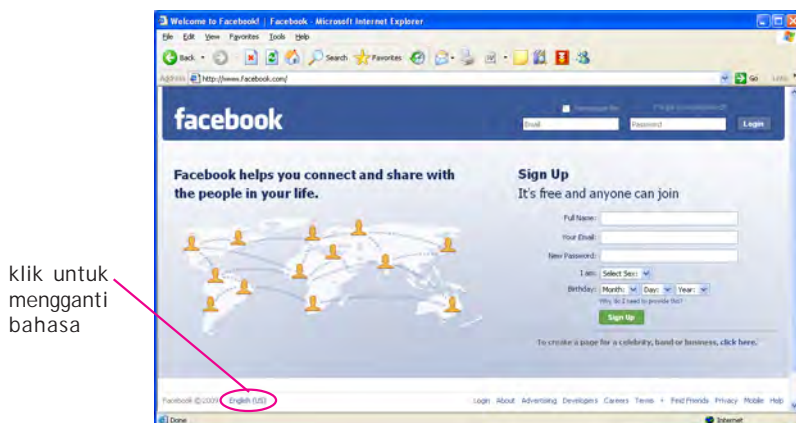 Welcome to Facebook! | Facebook - Microsoft Internet Explorer
File Edit View Favorites Tools Help
Back Search Favorites
Address http://www.facebook.com/ Go Links
facebook
Email Password Login
Facebook helps you connect and share with
the people in your life.
Sign Up
It's free and anyone can join
Full Name:
Your Email:
New Password:
I am: Select Sex:
Birthday: Month: Day: Year:
Why do I need to provide this?
Sign Up
To create a page for a celebrity, band or business, click here.
klik untuk
mengganti
bahasa
Facebook © 2009 English (US) Login About Advertising Developers Careers Terms • Find Friends Privacy Mobile Help
Done Internet